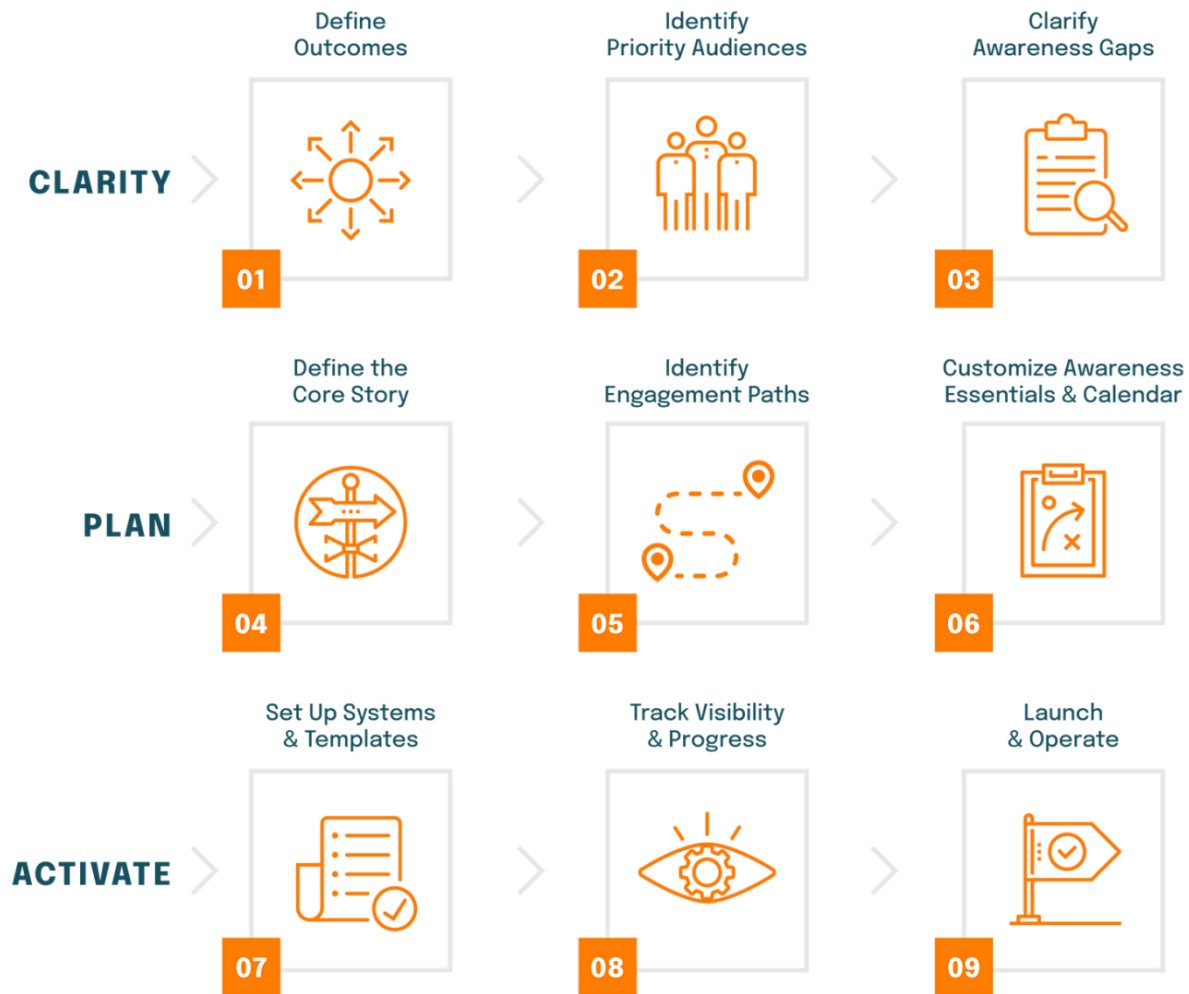 Define
Outcomes
Identify
Priority Audiences
Clarify
Awareness Gaps
CLARITY
01
02
03
Define the
Core Story
Identify
Engagement Paths
Customize Awareness
Essentials & Calendar
PLAN
04
05
06
Set Up Systems
& Templates
Track Visibility
& Progress
Launch
& Operate
ACTIVATE
07
08
09